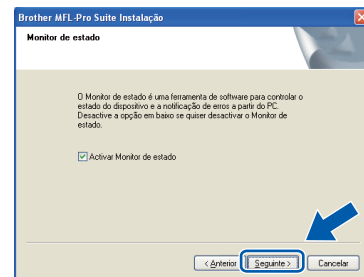 Brother MFL-Pro Suite Instalação
Monitor de estado
O Monitor de estado é uma ferramenta de software para controlar o
estado do dispositivo e a notificação de erros a partir do PC.
Desactive a opção em baixo se quiser desactivar o Monitor de
estado.
Activar Monitor de estado
< Anterior Seguinte > Cancelar